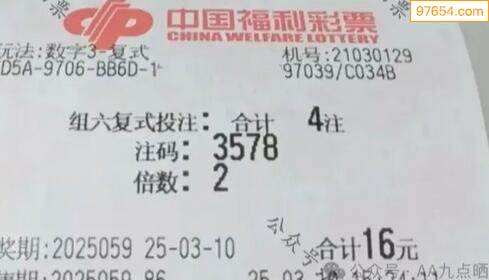 97654.com
中国福利彩票
CHINA WELFARE LOTTERY
玩法: 数字3-复式
机号: 21030129
D5A-9706-BB6D-1
97039/C034B
组六复式投注: 合计 4注
注码: 3578
倍数: 2
奖期: 2025059 25-03-10 合计16元
公众号
公众号 AA九点晒